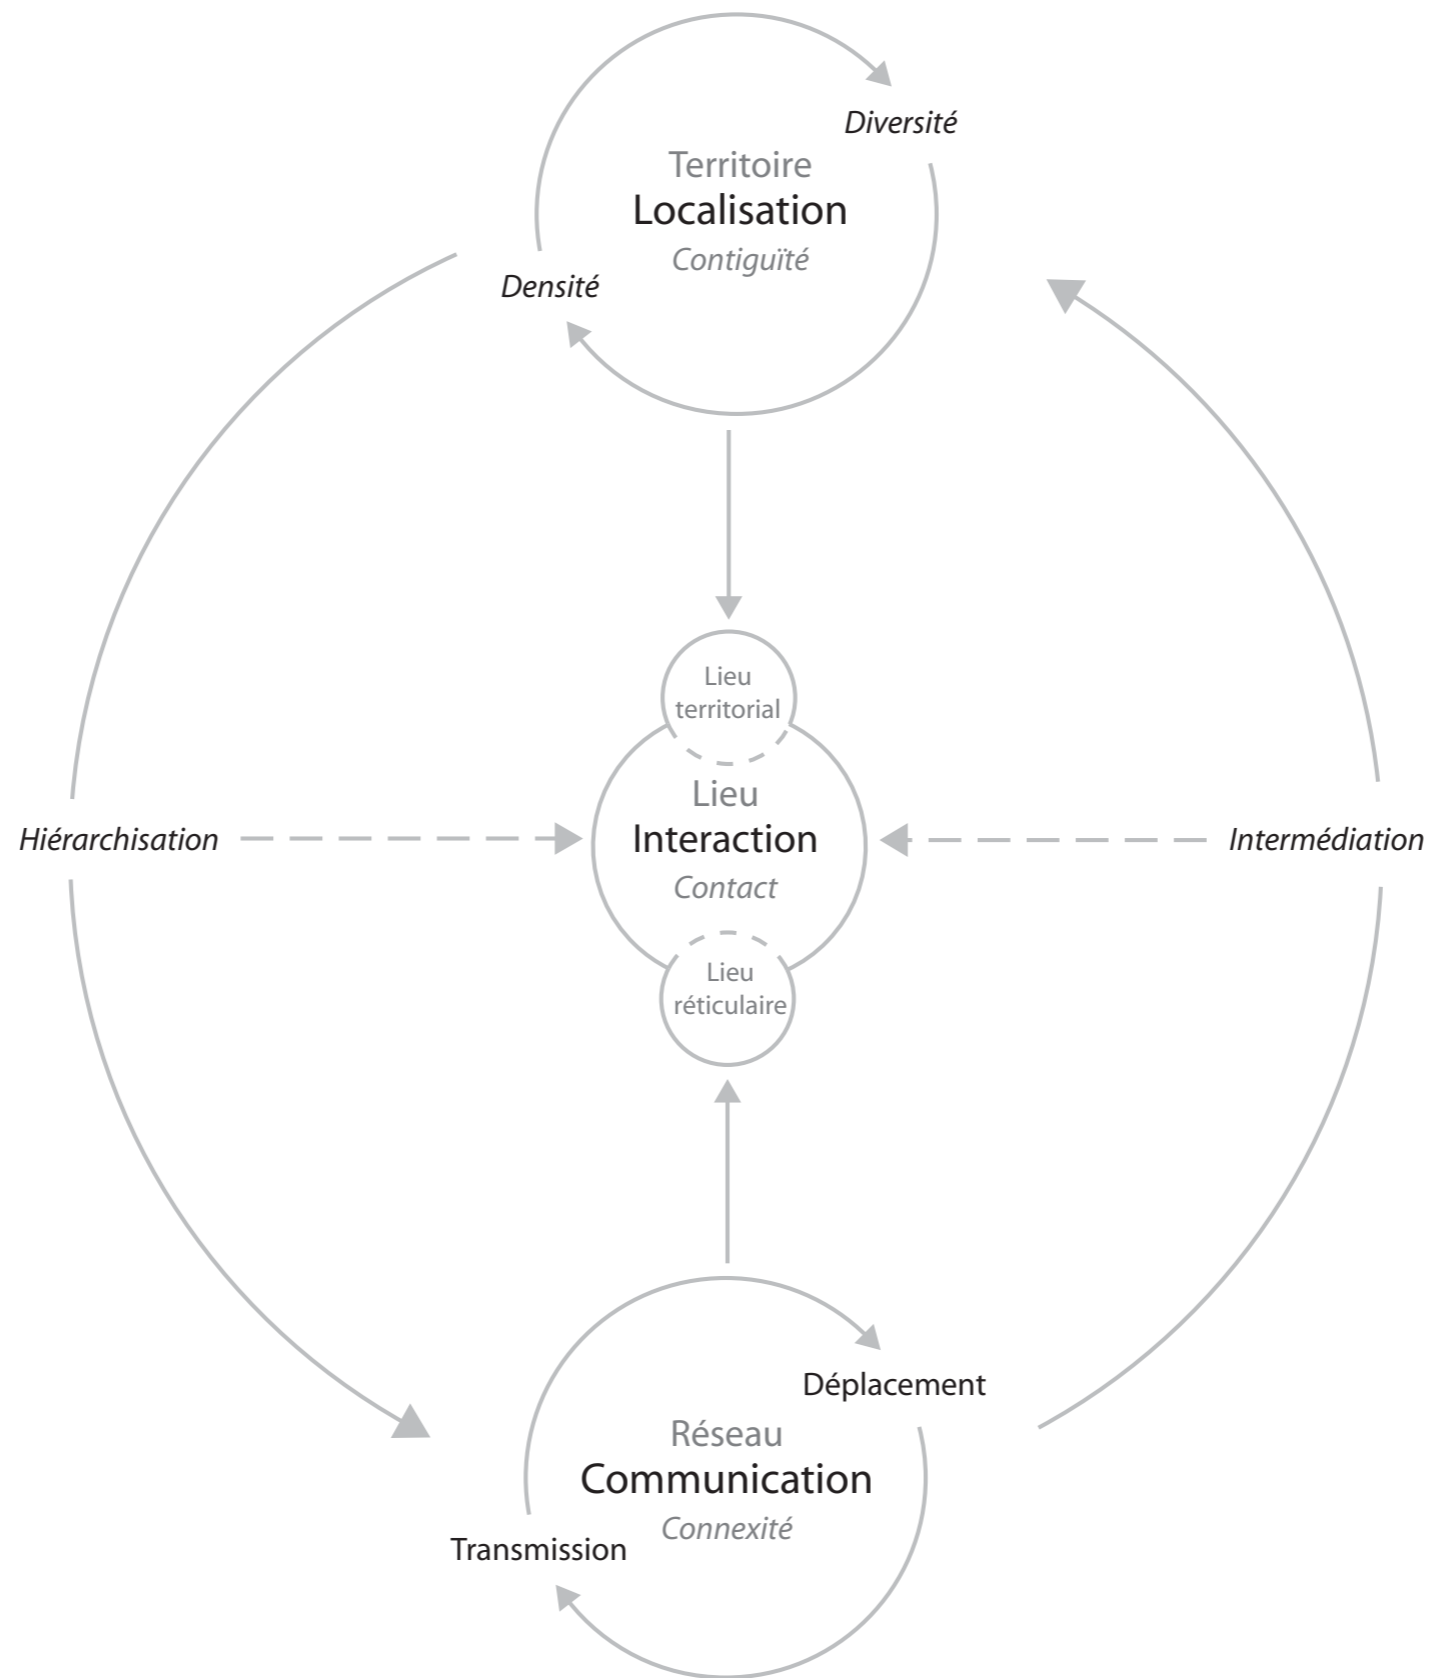 Diversité
Territoire
Localisation
Contiguïté
Densité
Lieu
territorial
Lieu
Interaction
Contact
Hiérarchisation
Intermédiation
Lieu
réticulaire
Déplacement
Réseau
Communication
Connexité
Transmission